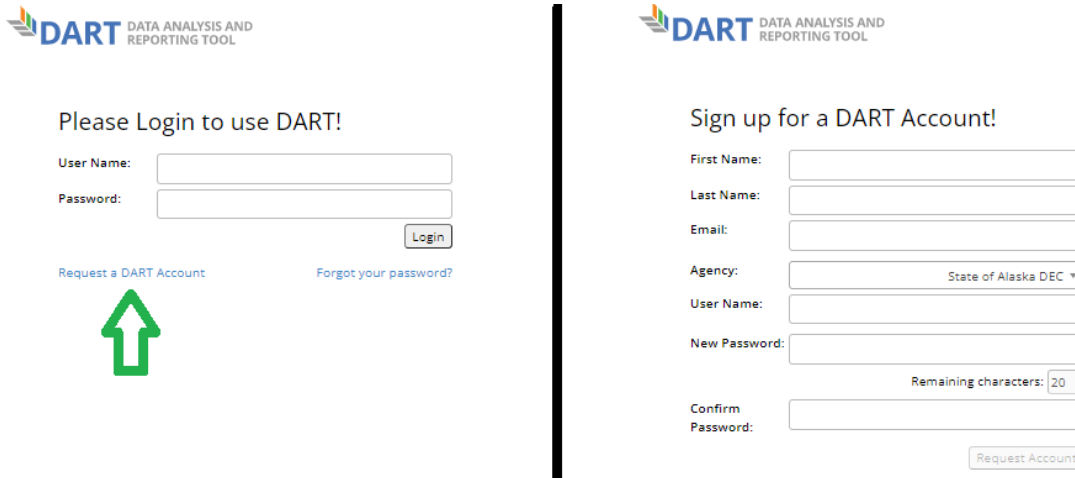 DART DATA ANALYSIS AND
REPORTING TOOL
Please Login to use DART!
User Name:
Password:
Login
Request a DART Account Forgot your password?
DART DATA ANALYSIS AND
REPORTING TOOL
Sign up for a DART Account!
First Name:
Last Name:
Email:
Agency: State of Alaska DEC
User Name:
New Password:
Remaining characters: 20
Confirm
Password:
Request Account